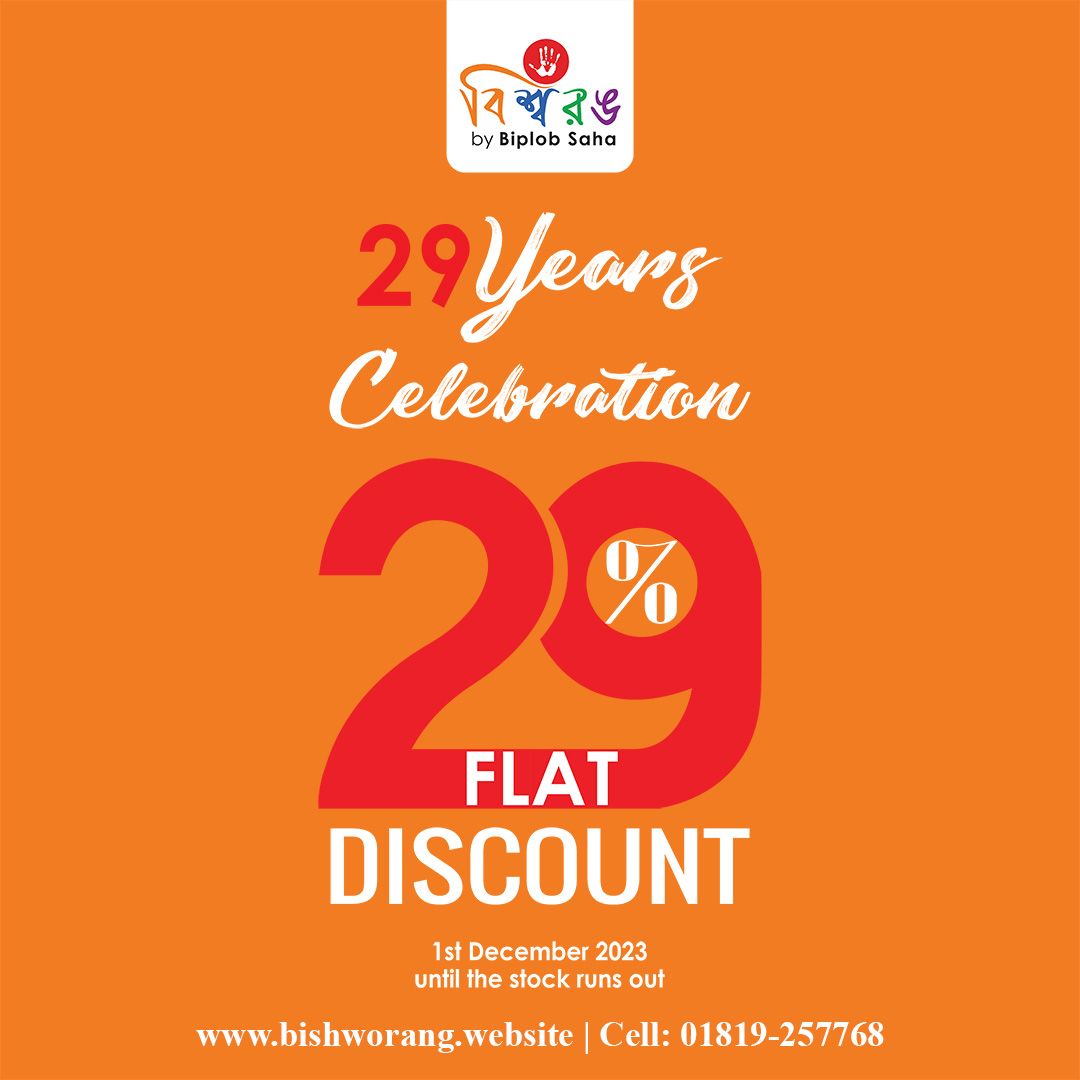 বিশ্বরঙ
by Biplob Saha
29 Years
Celebration
29%
FLAT
DISCOUNT
1st December 2023
until the stock runs out
www.bishworang.website | Cell: 01819-257768